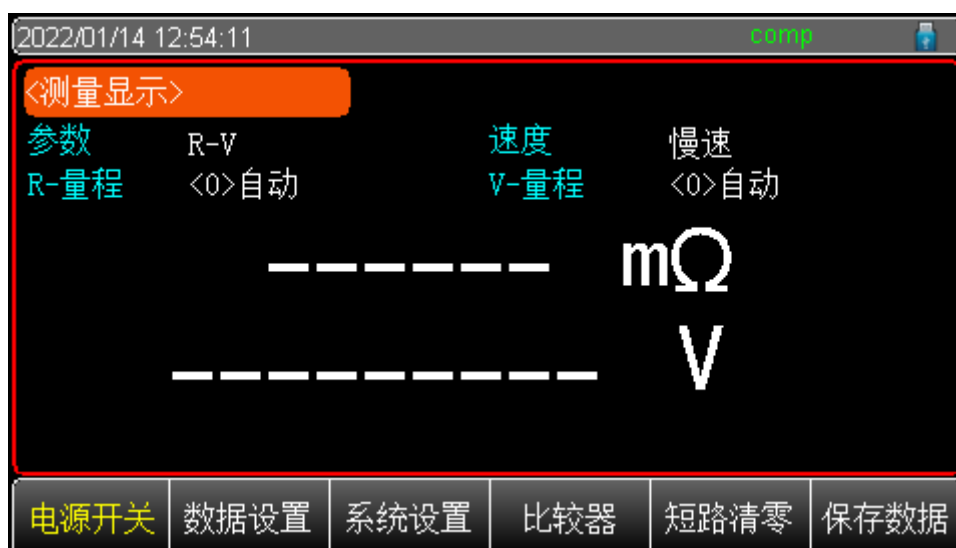 2022/01/14 12:54:11 comp
<测量显示>
参数 R-V 速度 慢速
R-量程 <0>自动 V-量程 <0>自动
------ mΩ
--------- V
电源开关 数据设置 系统设置 比较器 短路清零 保存数据